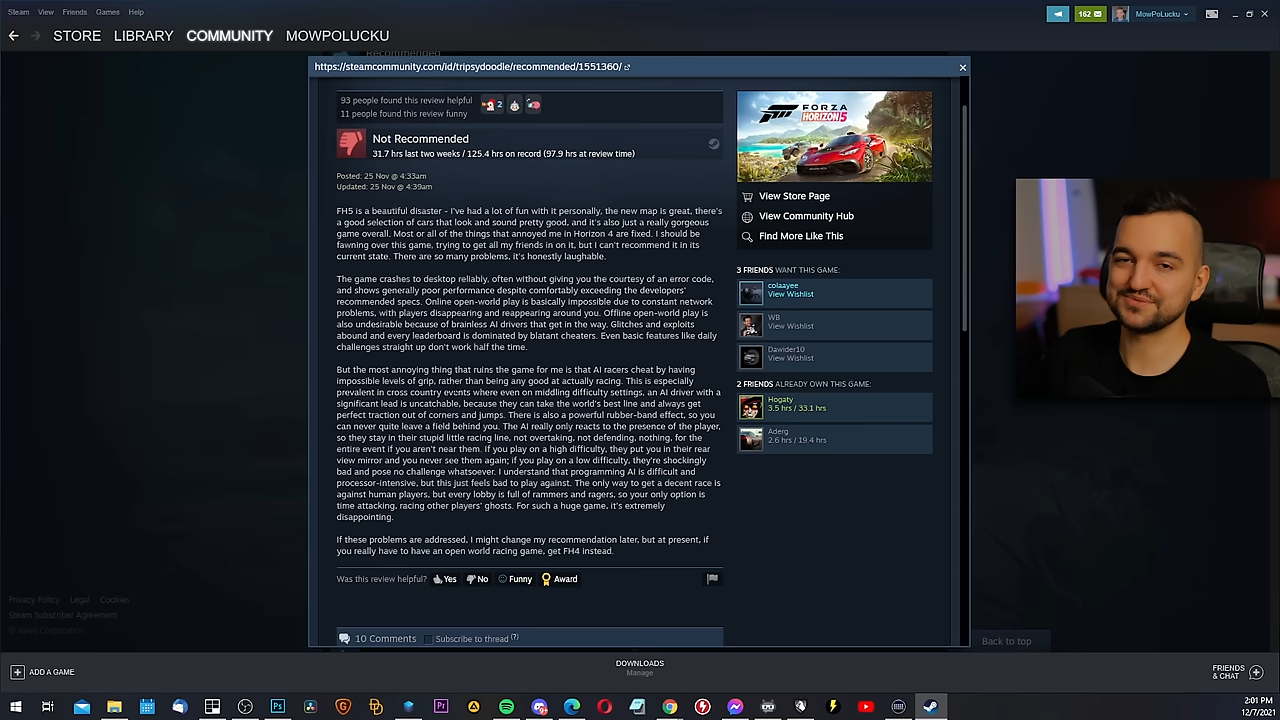 Steam View Friends Games Help
162
MowPoLucku
STORE LIBRARY COMMUNITY MOWPOLUCKU
Recommended
https://steamcommunity.com/id/tripsydoodle/recommended/1551360/
93 people found this review helpful
2
11 people found this review funny
Not Recommended
31.7 hrs last two weeks / 125.4 hrs on record (97.9 hrs at review time)
Posted: 25 Nov @ 4:33am
Updated: 25 Nov @ 4:39am
FH5 is a beautiful disaster - I've had a lot of fun with it personally, the new map is great, there's
a good selection of cars that look and sound pretty good, and it's also just a really gorgeous
game overall. Most or all of the things that annoyed me in Horizon 4 are fixed. I should be
fawning over this game, trying to get all my friends in on it, but I can't recommend it in its
current state. There are so many problems, it's honestly laughable.
The game crashes to desktop reliably, often without giving you the courtesy of an error code,
and shows generally poor performance despite comfortably exceeding the developers'
recommended specs. Online open-world play is basically impossible due to constant network
problems, with players disappearing and reappearing around you. Offline open-world play is
also undesirable because of brainless AI drivers that get in the way. Glitches and exploits
abound and every leaderboard is dominated by blatant cheaters. Even basic features like daily
challenges straight up don't work half the time.
But the most annoying thing that ruins the game for me is that AI racers cheat by having
impossible levels of grip, rather than being any good at actually racing. This is especially
prevalent in cross country events where even on middling difficulty settings, an AI driver with a
significant lead is uncatchable, because they can take the world's best line and always get
perfect traction out of corners and jumps. There is also a powerful rubber-band effect, so you
can never quite leave a field behind you. The AI really only reacts to the presence of the player,
so they stay in their stupid little racing line, not overtaking, not defending, nothing, for the
entire event if you aren't near them. If you play on a high difficulty, they put you in their rear
view mirror and you never see them again; if you play on a low difficulty, they're shockingly
bad and pose no challenge whatsoever. I understand that programming AI is difficult and
processor-intensive, but this just feels bad to play against. The only way to get a decent race is
against human players, but every lobby is full of rammers and ragers, so your only option is
time attacking, racing other players' ghosts. For such a huge game, it's extremely
disappointing.
If these problems are addressed, I might change my recommendation later, but at present, if
you really have to have an open world racing game, get FH4 instead.
Was this review helpful? Yes No Funny Award
10 Comments Subscribe to thread (?)
FORZA
HORIZON 5
View Store Page
View Community Hub
Find More Like This
3 FRIENDS WANT THIS GAME:
colaayee
View Wishlist
WB
View Wishlist
Dawider10
View Wishlist
2 FRIENDS ALREADY OWN THIS GAME:
Hogaty
3.5 hrs / 33.1 hrs
Aderg
2.6 hrs / 19.4 hrs
Privacy Policy Legal Cookies
Steam Subscriber Agreement
© Valve Corporation
Back to top
ADD A GAME
DOWNLOADS
Manage
FRIENDS
& CHAT
Ps
Pr
2:01 PM
12/7/2021